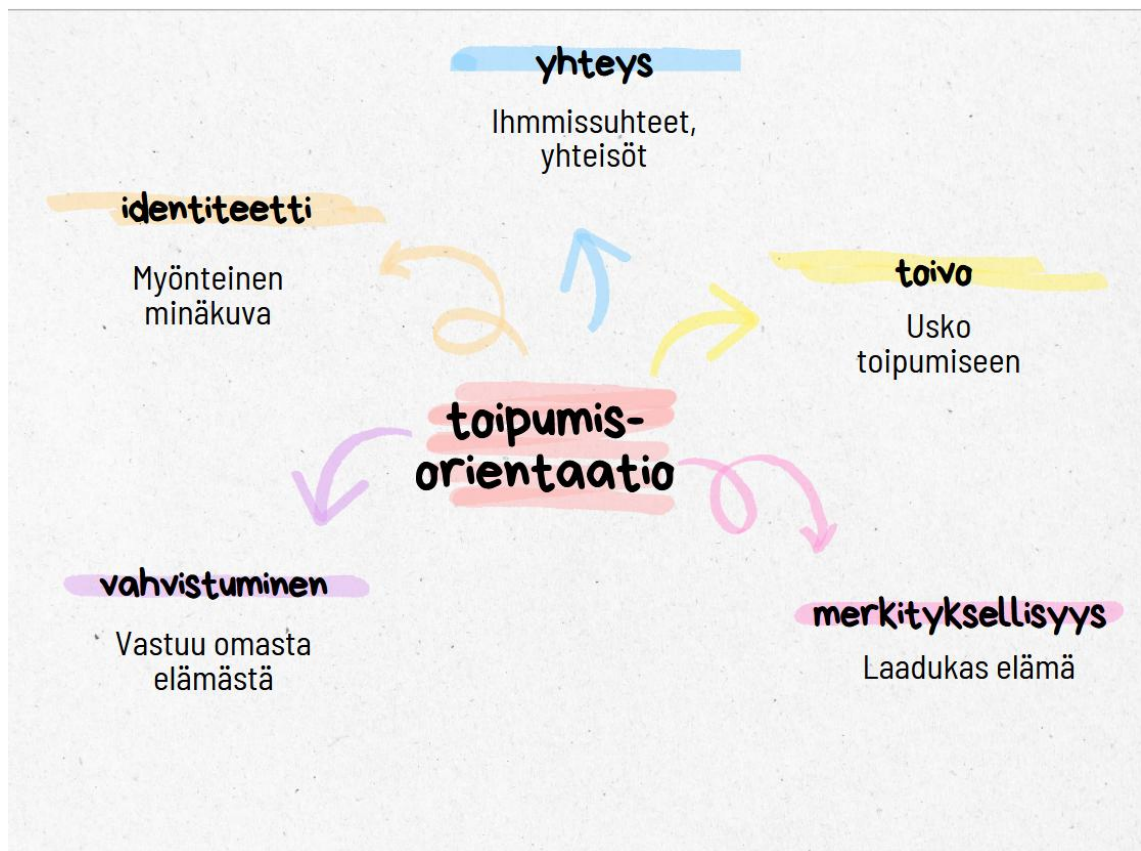 yhteys
Ihmmissuhteet,
yhteisöt
identiteetti
Myönteinen
minäkuva
toivo
Usko
toipumiseen
toipumis-
orientaatio
vahvistuminen
Vastuu omasta
elämästä
merkityksellisyys
Laadukas elämä